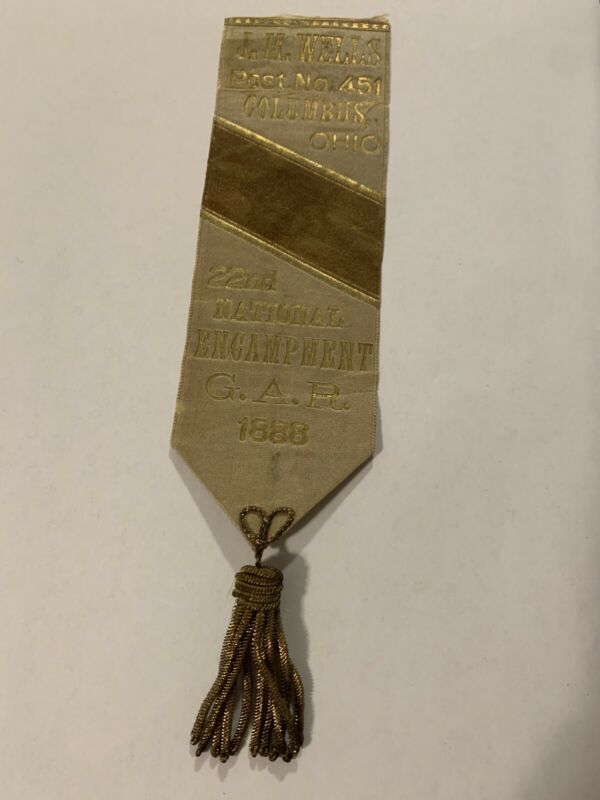 J. M. WELLS
Post No. 451
COLUMBUS,
OHIO
22nd
NATIONAL
ENCAMPMENT
G. A. R.
1888